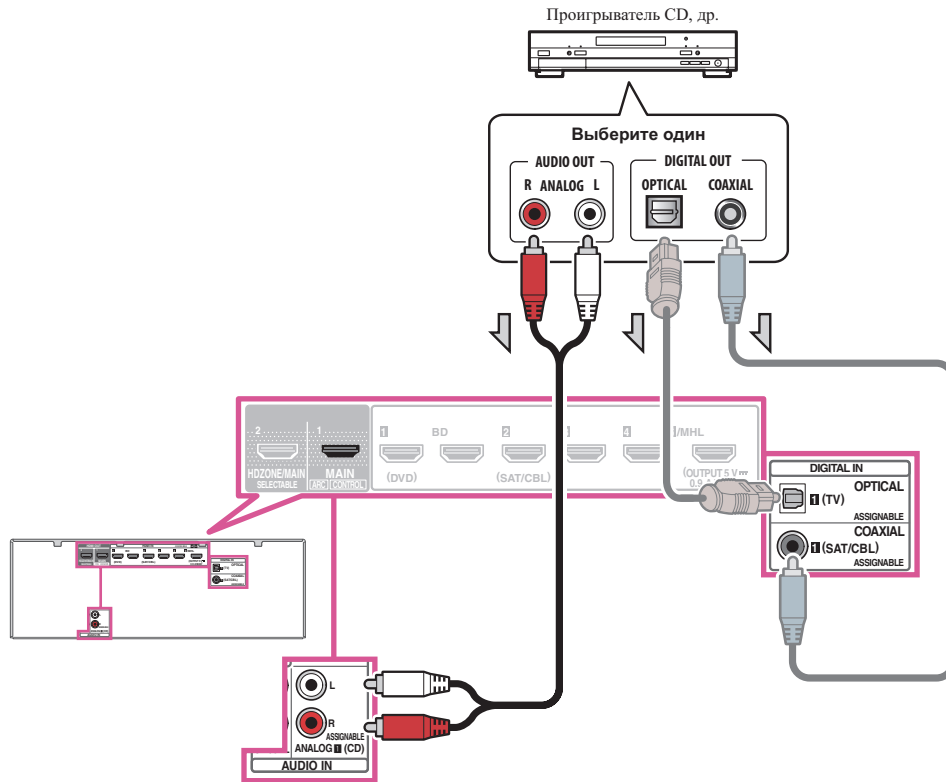 Проигрыватель CD, др.
Выберите один
AUDIO OUT
DIGITAL OUT
R ANALOG L
OPTICAL
COAXIAL
2
1
1
BD
2
4
/MHL
HDZONE/MAIN
SELECTABLE
MAIN
ARC CONTROL
(DVD)
(SAT/CBL)
(OUTPUT 5 V
DIGITAL IN
OPTICAL
1 (TV)
ASSIGNABLE
COAXIAL
1 (SAT/CBL)
ASSIGNABLE
L
R
ASSIGNABLE
ANALOG 1 (CD)
AUDIO IN